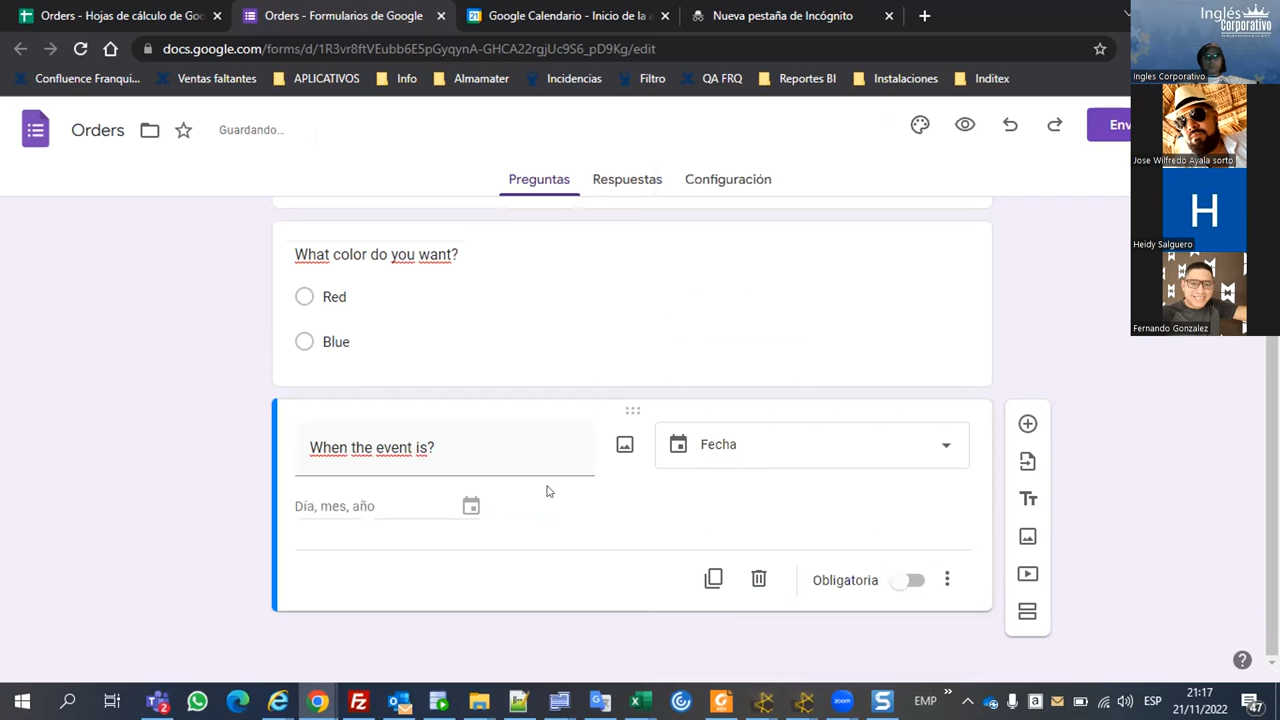 Orders - Hojas de cálculo de Goo
Orders - Formularios de Google
Google Calendario - Inicio de la a
Nueva pestaña de Incógnito
Inglés
Corporativo
docs.google.com/forms/d/1R3vr8ftVEubb6E5pGyqynA-GHCA22rgJUc9S6_pD9Kg/edit
Ingles Corporativo
Confluence Franqui...
Ventas faltantes
APLICATIVOS
Info
Almamater
Incidencias
Filtro
QA FRQ
Reportes BI
Instalaciones
Inditex
Orders
Guardando...
Jose Wilfredo Ayala sorto
Preguntas
Respuestas
Configuración
H
Heidy Salguero
What color do you want?
Red
Fernando Gonzalez
Blue
When the event is?
Fecha
Día, mes, año
Obligatoria
EMP
ESP
21:17
21/11/2022
47